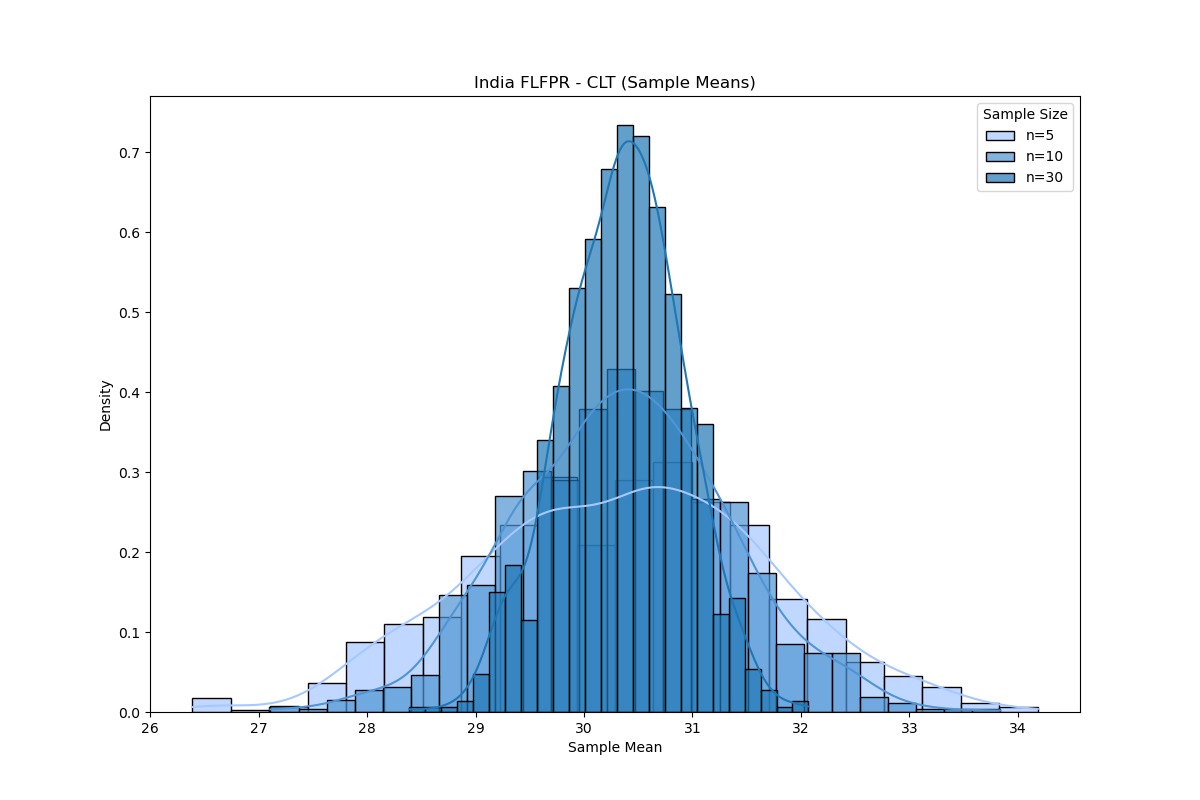 India FLFPR - CLT (Sample Means)
Sample Size
n=5
n=10
n=30
Density
0.7
0.6
0.5
0.4
0.3
0.2
0.1
0.0
26 27 28 29 30 31 32 33 34
Sample Mean